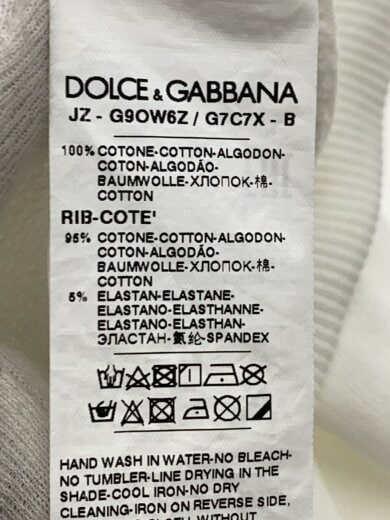 DOLCE & GABBANA
JZ - G9OW6Z / G7C7X - B
100% COTONE-COTTON-ALGODON-
COTON-ALGODÃO-
BAUMWOLLE-ХЛОПОК-棉-
COTTON
RIB-COTE'
95% COTONE-COTTON-ALGODON-
COTON-ALGODÃO-
BAUMWOLLE-ХЛОПОК-棉-
COTTON
5% ELASTAN-ELASTANE-
ELASTANO-ELASTHANNE-
ELASTANO-ELASTHAN-
ЭЛАСТАН-氨纶-SPANDEX
HAND WASH IN WATER-NO BLEACH-
NO TUMBLER-LINE DRYING IN THE
SHADE-COOL IRON-NO DRY
CLEANING-IRON ON REVERSE SIDE,
CLOTH WITHOUT